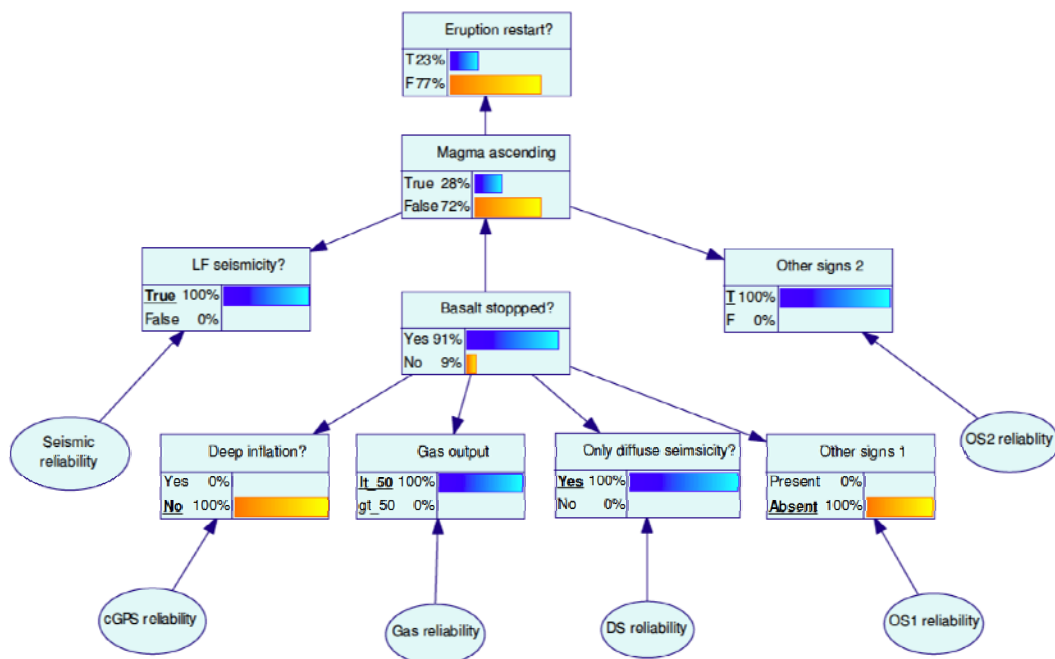 Eruption restart?
T 23%
F 77%
Magma ascending
True 28%
False 72%
LF seismicity?
True 100%
False 0%
Other signs 2
T 100%
F 0%
Basalt stoppped?
Yes 91%
No 9%
Seismic
reliability
OS2 reliablity
Deep inflation?
Yes 0%
No 100%
Gas output
lt_50 100%
gt_50 0%
Only diffuse seimsicity?
Yes 100%
No 0%
Other signs 1
Present 0%
Absent 100%
cGPS reliability
Gas reliability
DS reliability
OS1 reliability